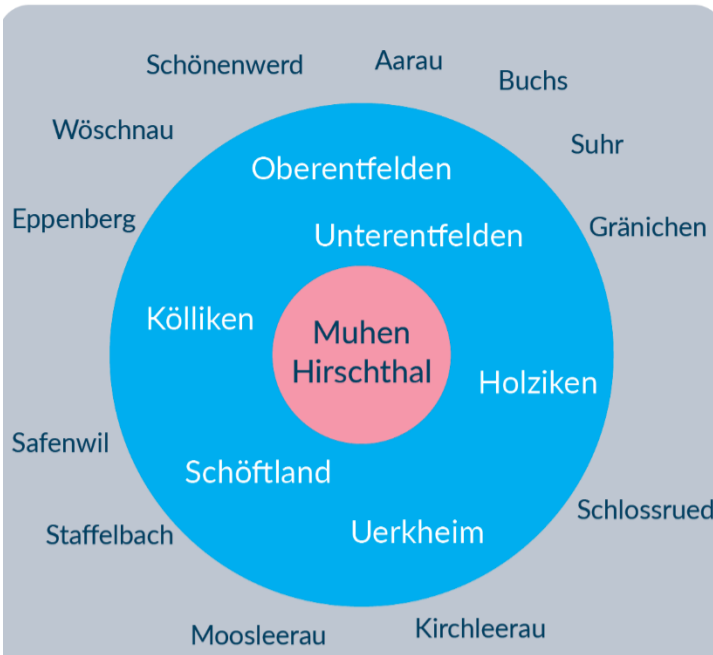 Schönenwerd
Aarau
Buchs
Wöschnau
Suhr
Oberentfelden
Eppenberg
Unterentfelden
Gränichen
Kölliken
Muhen
Hirschthal
Holziken
Safenwil
Schöftland
Schlossrued
Staffelbach
Uerkheim
Moosleerau
Kirchleerau